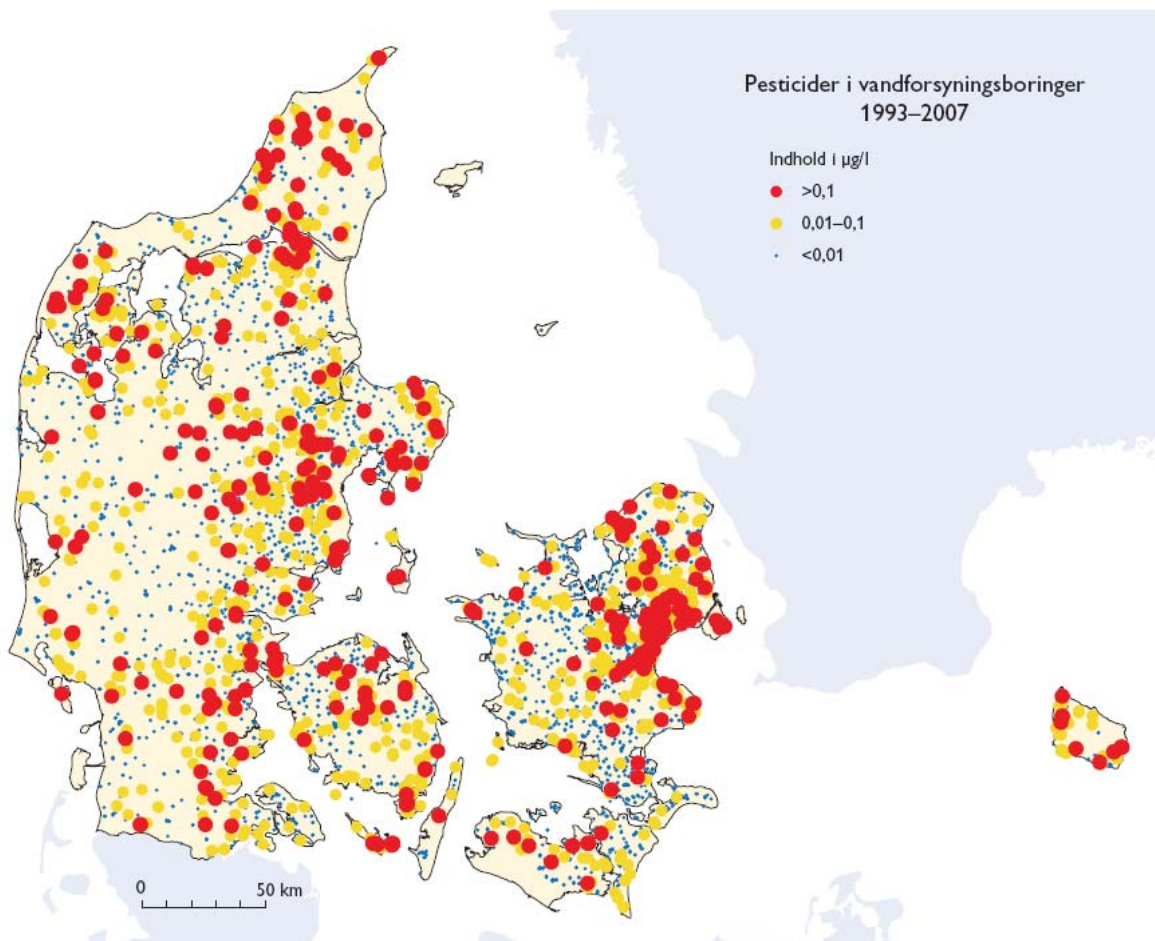 Pesticider i vandforsyningsboringer
1993–2007
Indhold i µg/l
>0,1
0,01–0,1
<0,01
0 50 km